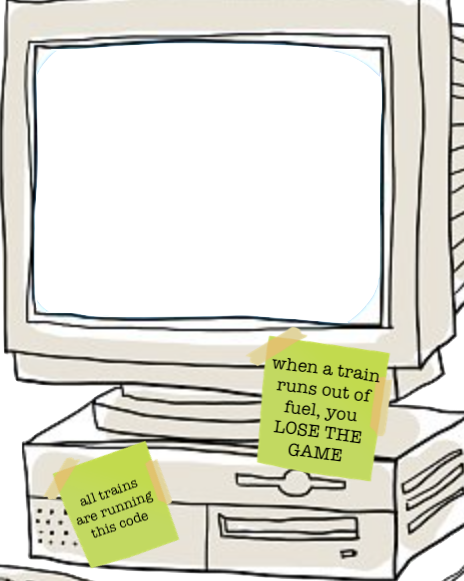 when a train
runs out of
fuel, you
LOSE THE
GAME
all trains
are running
this code